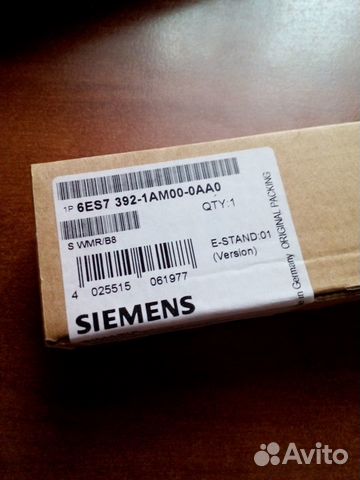 1P 6ES7 392-1AM00-0AA0
QTY:1
S WMR/B8
E-STAND:01
(Version)
4 025515 061977
SIEMENS
in Germany ORIGINAL PACKING
Avito